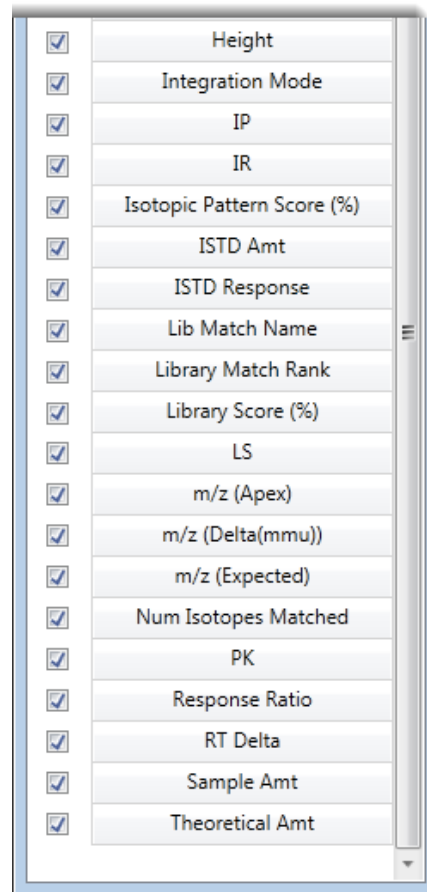 Height
Integration Mode
IP
IR
Isotopic Pattern Score (%)
ISTD Amt
ISTD Response
Lib Match Name
Library Match Rank
Library Score (%)
LS
m/z (Apex)
m/z (Delta(mmu))
m/z (Expected)
Num Isotopes Matched
PK
Response Ratio
RT Delta
Sample Amt
Theoretical Amt